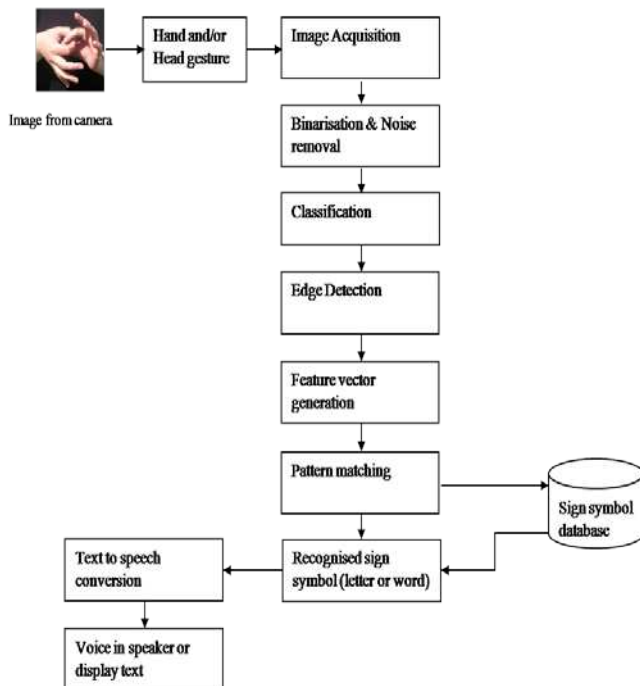 Hand and/or
Head gesture
Image Acquisition
Image from camera
Binarisation & Noise
removal
Classification
Edge Detection
Feature vector
generation
Pattern matching
Sign symbol
database
Text to speech
conversion
Recognised sign
symbol (letter or word)
Voice in speaker or
display text